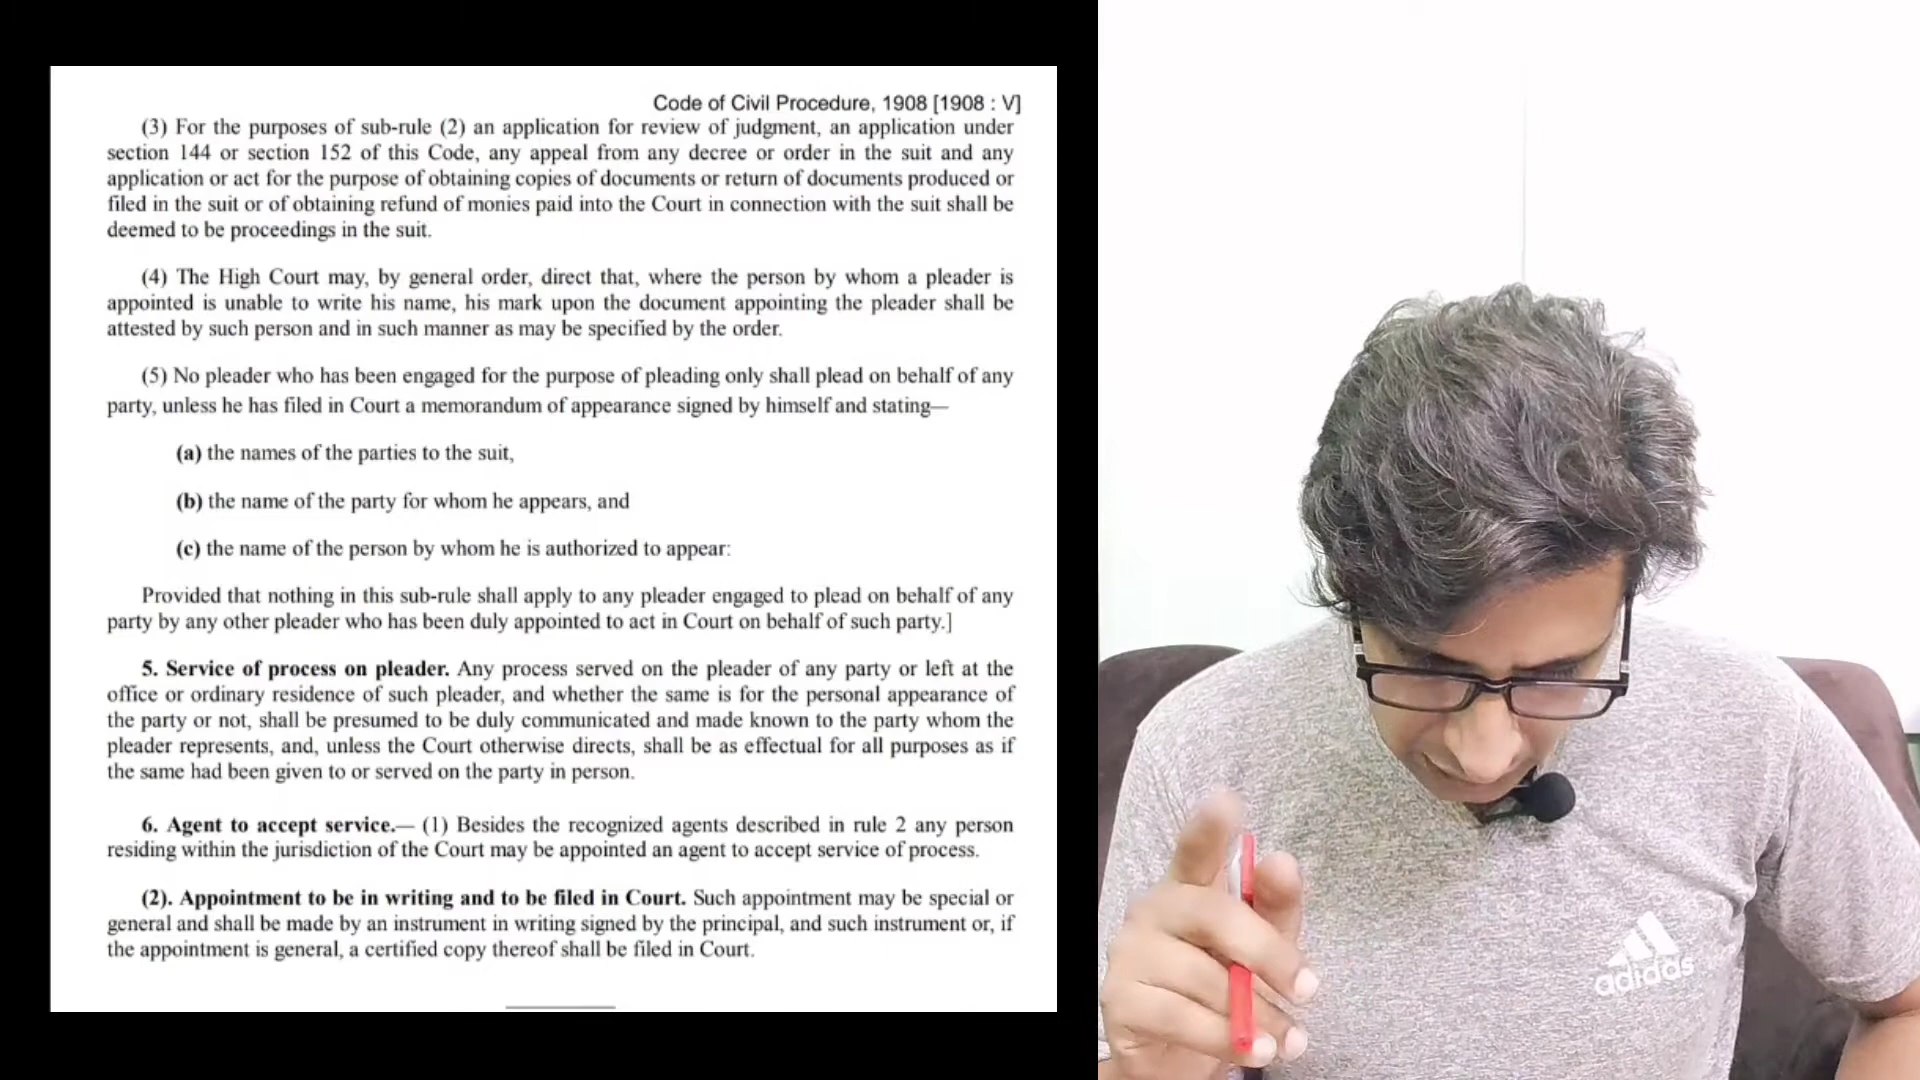 Code of Civil Procedure, 1908 [1908 : V]
(3) For the purposes of sub-rule (2) an application for review of judgment, an application under
section 144 or section 152 of this Code, any appeal from any decree or order in the suit and any
application or act for the purpose of obtaining copies of documents or return of documents produced or
filed in the suit or of obtaining refund of monies paid into the Court in connection with the suit shall be
deemed to be proceedings in the suit.
(4) The High Court may, by general order, direct that, where the person by whom a pleader is
appointed is unable to write his name, his mark upon the document appointing the pleader shall be
attested by such person and in such manner as may be specified by the order.
(5) No pleader who has been engaged for the purpose of pleading only shall plead on behalf of any
party, unless he has filed in Court a memorandum of appearance signed by himself and stating—
(a) the names of the parties to the suit,
(b) the name of the party for whom he appears, and
(c) the name of the person by whom he is authorized to appear:
Provided that nothing in this sub-rule shall apply to any pleader engaged to plead on behalf of any
party by any other pleader who has been duly appointed to act in Court on behalf of such party.]
5. Service of process on pleader. Any process served on the pleader of any party or left at the
office or ordinary residence of such pleader, and whether the same is for the personal appearance of
the party or not, shall be presumed to be duly communicated and made known to the party whom the
pleader represents, and, unless the Court otherwise directs, shall be as effectual for all purposes as if
the same had been given to or served on the party in person.
6. Agent to accept service.— (1) Besides the recognized agents described in rule 2 any person
residing within the jurisdiction of the Court may be appointed an agent to accept service of process.
(2). Appointment to be in writing and to be filed in Court. Such appointment may be special or
general and shall be made by an instrument in writing signed by the principal, and such instrument or, if
the appointment is general, a certified copy thereof shall be filed in Court.
adidas